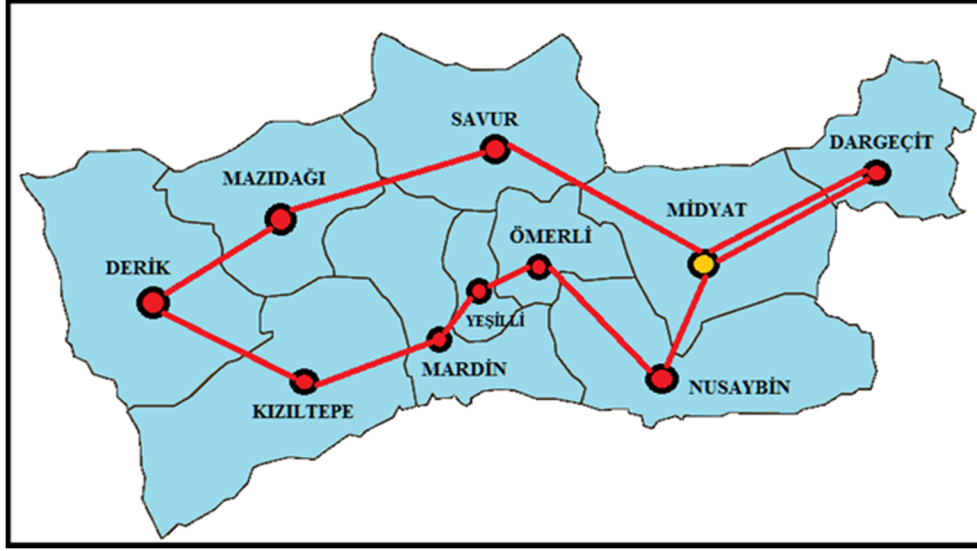 SAVUR
DARGEÇİT
MAZIDAĞI
MİDYAT
ÖMERLİ
DERİK
YEŞİLLİ
MARDİN
NUSAYBİN
KIZILTEPE